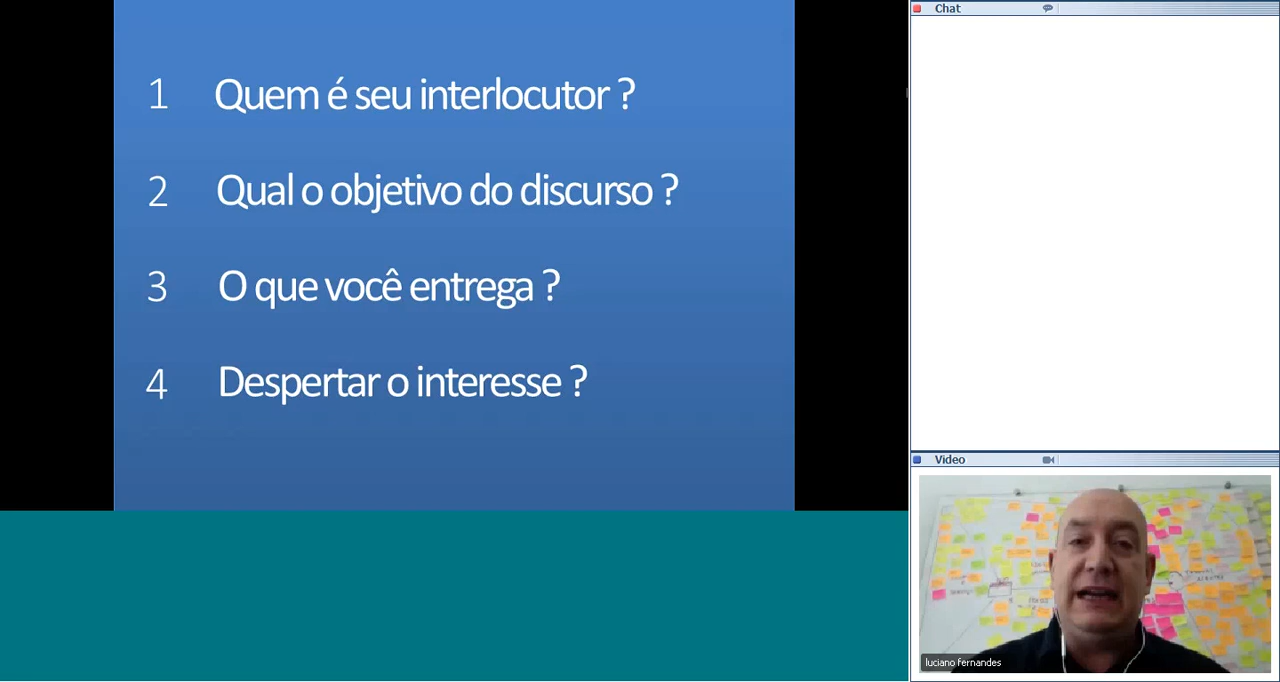 1 Quem é seu interlocutor ?
2 Qual o objetivo do discurso ?
3 O que você entrega ?
4 Despertar o interesse ?
Chat
Video
luciano fernandes